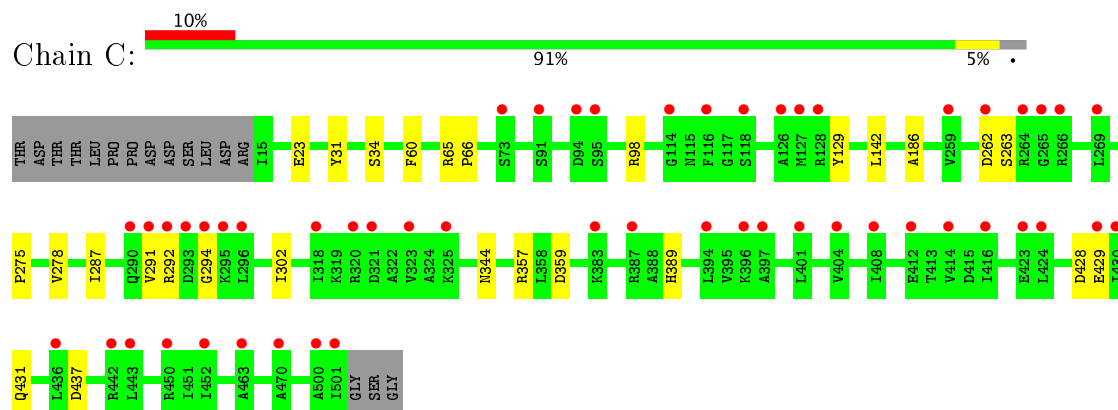 10%
Chain C:
91% 5% •
THR ASP THR THR LEU PRO PRO ASP ASP SER LEU ASP ARG I15 E23 Y31 S34 F60 R65 P66 S73 S91 D94 S95 R98 G114 N115 F116 G117 S118 A126 M127 R128 Y129 L142 A186 V259 D262 S263 R264 G265 R266 L269
P275 V278 I287 Q290 V291 R292 D293 G294 K295 L296 I302 I318 K319 R320 D321 A322 V323 A324 K325 N344 R357 L358 D359 K383 R387 A388 H389 L394 V395 K396 A397 L401 V404 I408 E412 T413 V414 D415 I416 E423 L424 D428 E429
Q431 L436 D437 R442 L443 R450 I451 I452 A463 A470 A500 I501 GLY SER GLY